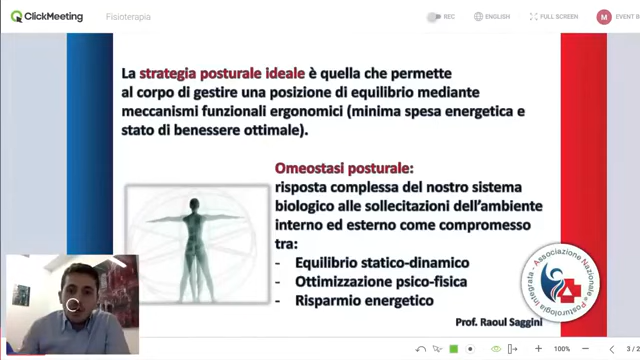 ClickMeeting
Fisioterapia
REC
ENGLISH
FULL SCREEN
M
EVENT
La strategia posturale ideale è quella che permette
al corpo di gestire una posizione di equilibrio mediante
meccanismi funzionali ergonomici (minima spesa energetica e
stato di benessere ottimale).
Omeostasi posturale:
risposta complessa del nostro sistema
biologico alle sollecitazioni dell'ambiente
interno ed esterno come compromesso
tra:
- Equilibrio statico-dinamico
- Ottimizzazione psico-fisica
- Risparmio energetico
Associazione Nazionale
Posturologia Integrata
Prof. Raoul Saggini
100%
3/2